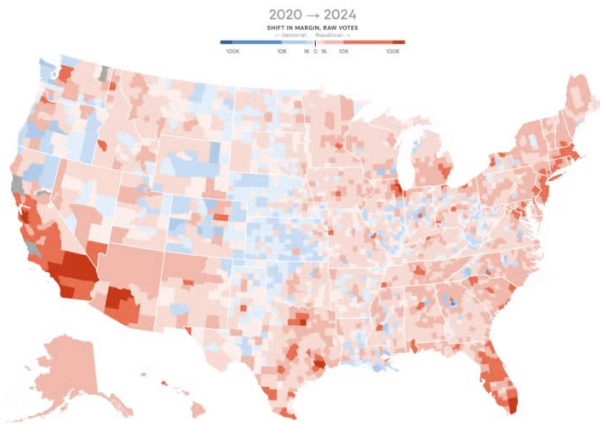 2020 → 2024
SHIFT IN MARGIN, RAW VOTES
← Democrat Republican →
100K 10K 1K 0 1K 10K 100K